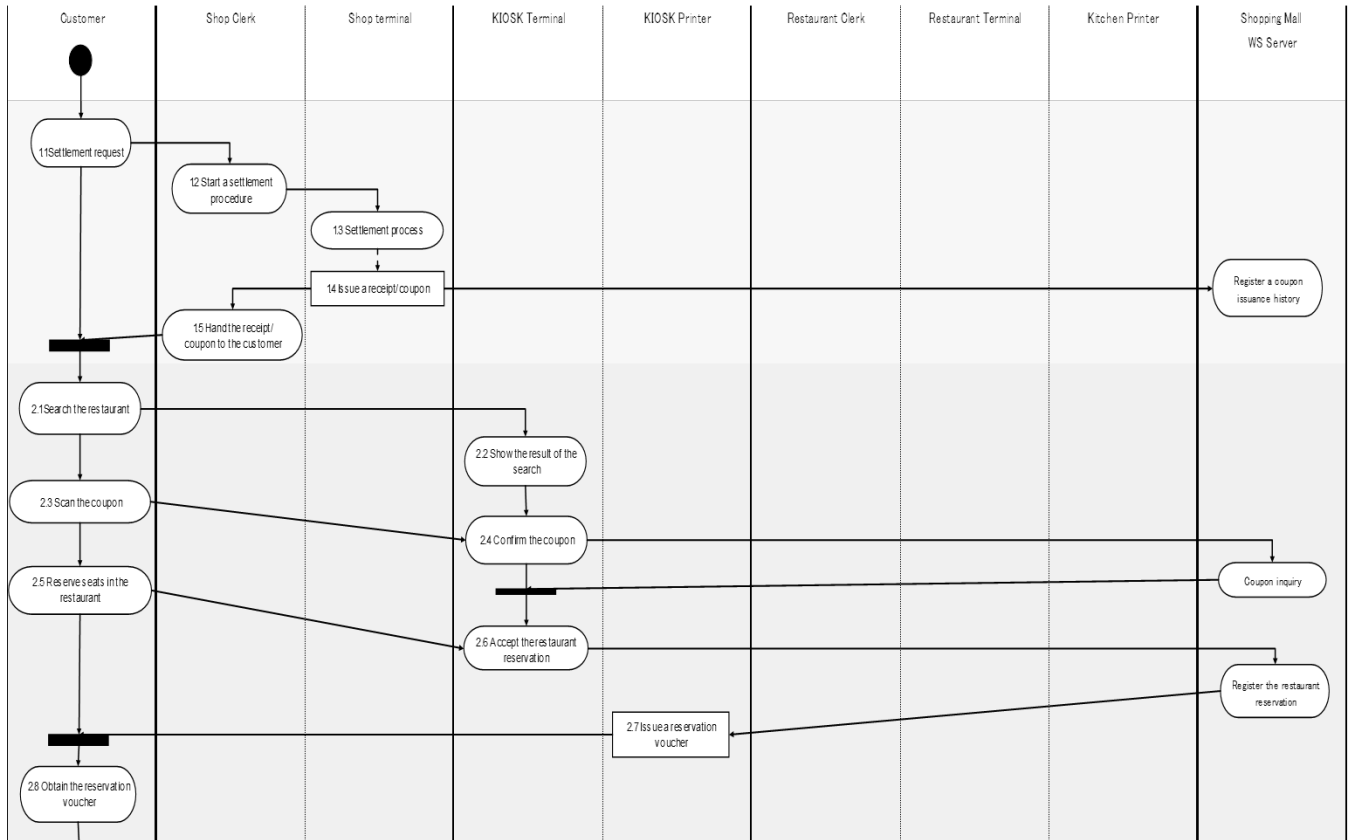 Customer
Shop Clerk
Shop terminal
KIOSK Terminal
KIOSK Printer
Restaurant Clerk
Restaurant Terminal
Kitchen Printer
Shopping Mall
WS Server
1.1Settlement request
1.2 Start a settlement
procedure
1.3 Settlement process
1.4 Issue a receipt/coupon
Register a coupon
issuance history
1.5 Hand the receipt/
coupon to the customer
2.1Search the restaurant
2.2 Show the result of the
search
2.3 Scan the coupon
2.4 Confirm the coupon
Coupon inquiry
2.5 Reserve seats in the
restaurant
2.6 Accept the restaurant
reservation
Register the restaurant
reservation
2.7 Issue a reservation
voucher
2.8 Obtain the reservation
voucher